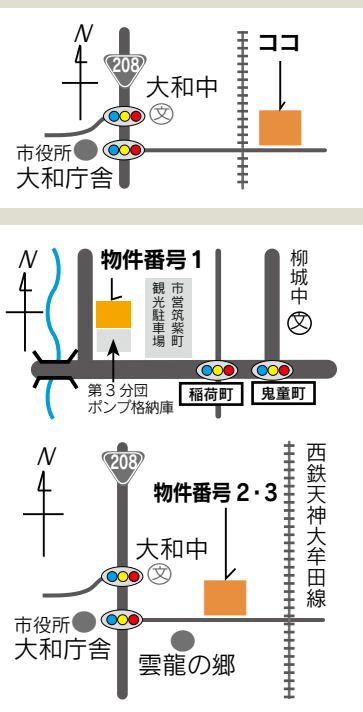 N
208
ココ
大和中
文
市役所
大和庁舎
N
物件番号1
柳城中
文
市営筑紫町
観光駐車場
第3分団
ポンプ格納庫
稲荷町
鬼童町
N
208
西鉄天神大牟田線
物件番号2・3
大和中
文
市役所
大和庁舎
雲龍の郷